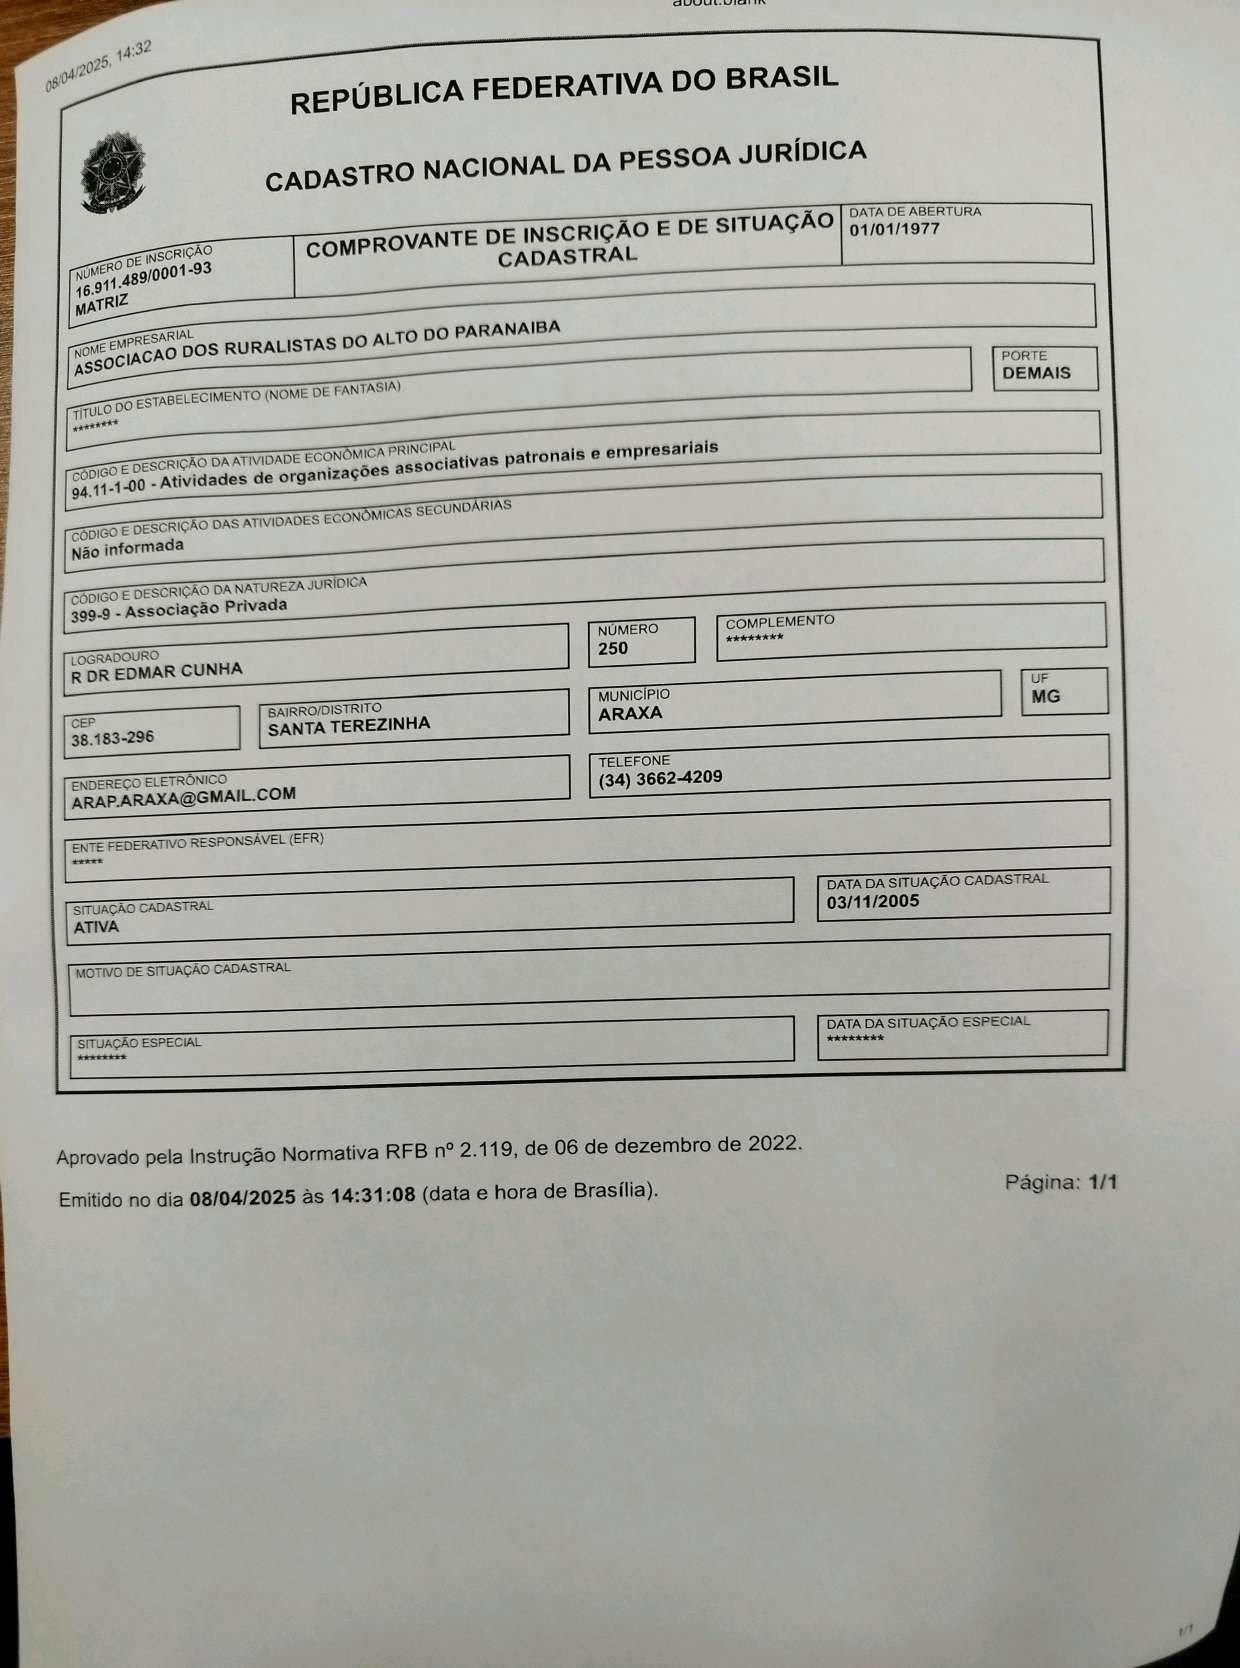 about:blank
08/04/2025, 14:32
REPÚBLICA FEDERATIVA DO BRASIL
CADASTRO NACIONAL DA PESSOA JURÍDICA
NÚMERO DE INSCRIÇÃO
16.911.489/0001-93
MATRIZ
COMPROVANTE DE INSCRIÇÃO E DE SITUAÇÃO
CADASTRAL
DATA DE ABERTURA
01/01/1977
NOME EMPRESARIAL
ASSOCIACAO DOS RURALISTAS DO ALTO DO PARANAIBA
TÍTULO DO ESTABELECIMENTO (NOME DE FANTASIA)
********
PORTE
DEMAIS
CÓDIGO E DESCRIÇÃO DA ATIVIDADE ECONÔMICA PRINCIPAL
94.11-1-00 - Atividades de organizações associativas patronais e empresariais
CÓDIGO E DESCRIÇÃO DAS ATIVIDADES ECONÔMICAS SECUNDÁRIAS
Não informada
CÓDIGO E DESCRIÇÃO DA NATUREZA JURÍDICA
399-9 - Associação Privada
LOGRADOURO
R DR EDMAR CUNHA
NÚMERO
250
COMPLEMENTO
********
CEP
38.183-296
BAIRRO/DISTRITO
SANTA TEREZINHA
MUNICÍPIO
ARAXA
UF
MG
ENDEREÇO ELETRÔNICO
ARAP.ARAXA@GMAIL.COM
TELEFONE
(34) 3662-4209
ENTE FEDERATIVO RESPONSÁVEL (EFR)
*****
SITUAÇÃO CADASTRAL
ATIVA
DATA DA SITUAÇÃO CADASTRAL
03/11/2005
MOTIVO DE SITUAÇÃO CADASTRAL
SITUAÇÃO ESPECIAL
********
DATA DA SITUAÇÃO ESPECIAL
********
Aprovado pela Instrução Normativa RFB nº 2.119, de 06 de dezembro de 2022.
Emitido no dia 08/04/2025 às 14:31:08 (data e hora de Brasília).
Página: 1/1
1/1